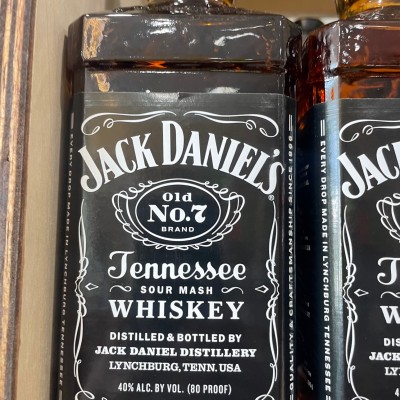 JACK DANIEL'S
Old
No.7
BRAND
Tennessee
SOUR MASH
WHISKEY
DISTILLED & BOTTLED BY
JACK DANIEL DISTILLERY
LYNCHBURG, TENN. USA
40% ALC. BY VOL. (80 PROOF)
EVERY DROP MADE IN LYNCHBURG TENNESSEE
QUALITY & CRAFTSMANSHIP SINCE 1866
EVERY DROP MADE IN LYNCHBURG, TENNESSEE
JACK